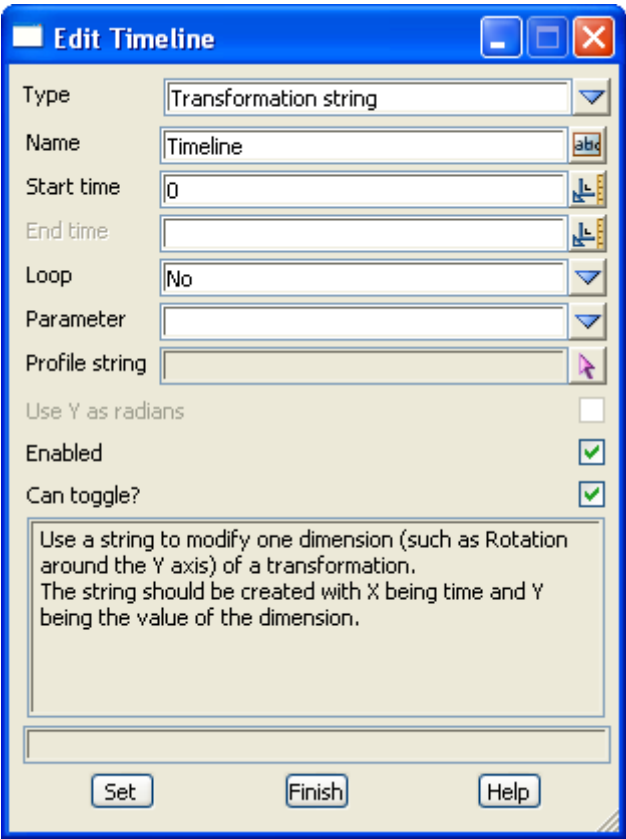 Edit Timeline
Type Transformation string
Name Timeline abc
Start time 0
End time
Loop No
Parameter
Profile string
Use Y as radians
Enabled
Can toggle?
Use a string to modify one dimension (such as Rotation
around the Y axis) of a transformation.
The string should be created with X being time and Y
being the value of the dimension.
Set Finish Help